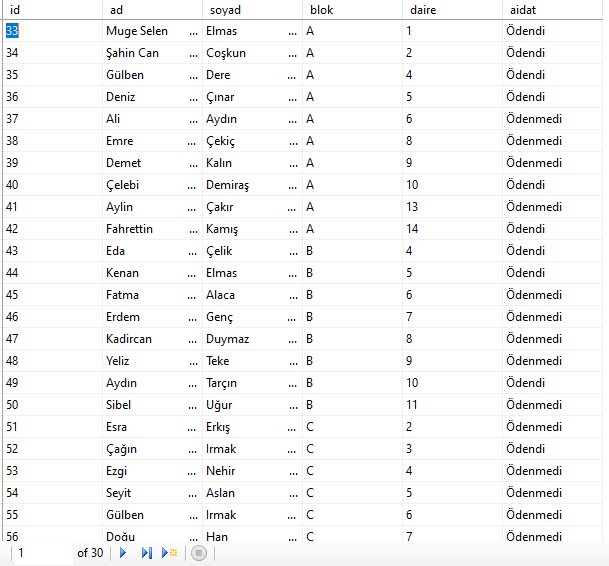 id ad soyad blok daire aidat
33 Muge Selen ... Elmas ... A 1 Ödendi
34 Şahin Can ... Coşkun ... A 2 Ödendi
35 Gülben ... Dere ... A 4 Ödendi
36 Deniz ... Çınar ... A 5 Ödendi
37 Ali ... Aydın ... A 6 Ödenmedi
38 Emre ... Çekiç ... A 8 Ödenmedi
39 Demet ... Kalın ... A 9 Ödenmedi
40 Çelebi ... Demiraş ... A 10 Ödendi
41 Aylin ... Çakır ... A 13 Ödenmedi
42 Fahrettin ... Kamış ... A 14 Ödendi
43 Eda ... Çelik ... B 4 Ödendi
44 Kenan ... Elmas ... B 5 Ödendi
45 Fatma ... Alaca ... B 6 Ödenmedi
46 Erdem ... Genç ... B 7 Ödenmedi
47 Kadircan ... Duymaz ... B 8 Ödenmedi
48 Yeliz ... Teke ... B 9 Ödenmedi
49 Aydın ... Tarçın ... B 10 Ödendi
50 Sibel ... Uğur ... B 11 Ödenmedi
51 Esra ... Erkış ... C 2 Ödenmedi
52 Çağın ... Irmak ... C 3 Ödendi
53 Ezgi ... Nehir ... C 4 Ödenmedi
54 Seyit ... Aslan ... C 5 Ödenmedi
55 Gülben ... Irmak ... C 6 Ödenmedi
56 Doğu ... Han ... C 7 Ödenmedi
1 of 30